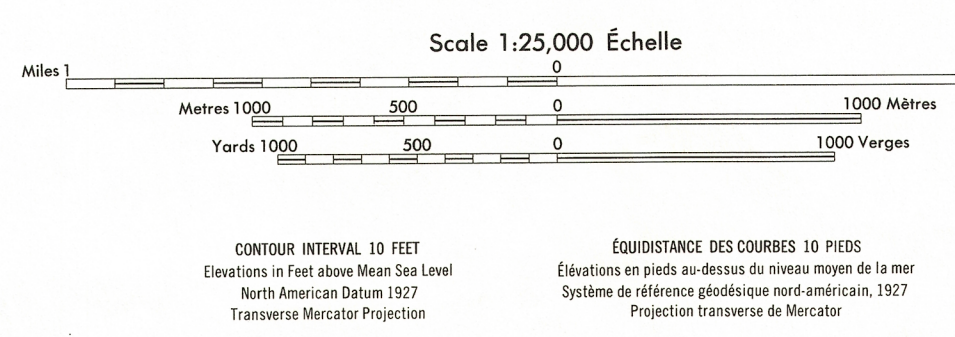 Scale 1:25,000 Échelle
Miles 1 0
Metres 1000 500 0 1000 Mètres
Yards 1000 500 0 1000 Verges
CONTOUR INTERVAL 10 FEET
Elevations in Feet above Mean Sea Level
North American Datum 1927
Transverse Mercator Projection
ÉQUIDISTANCE DES COURBES 10 PIEDS
Élévations en pieds au-dessus du niveau moyen de la mer
Système de référence géodésique nord-américain, 1927
Projection transverse de Mercator